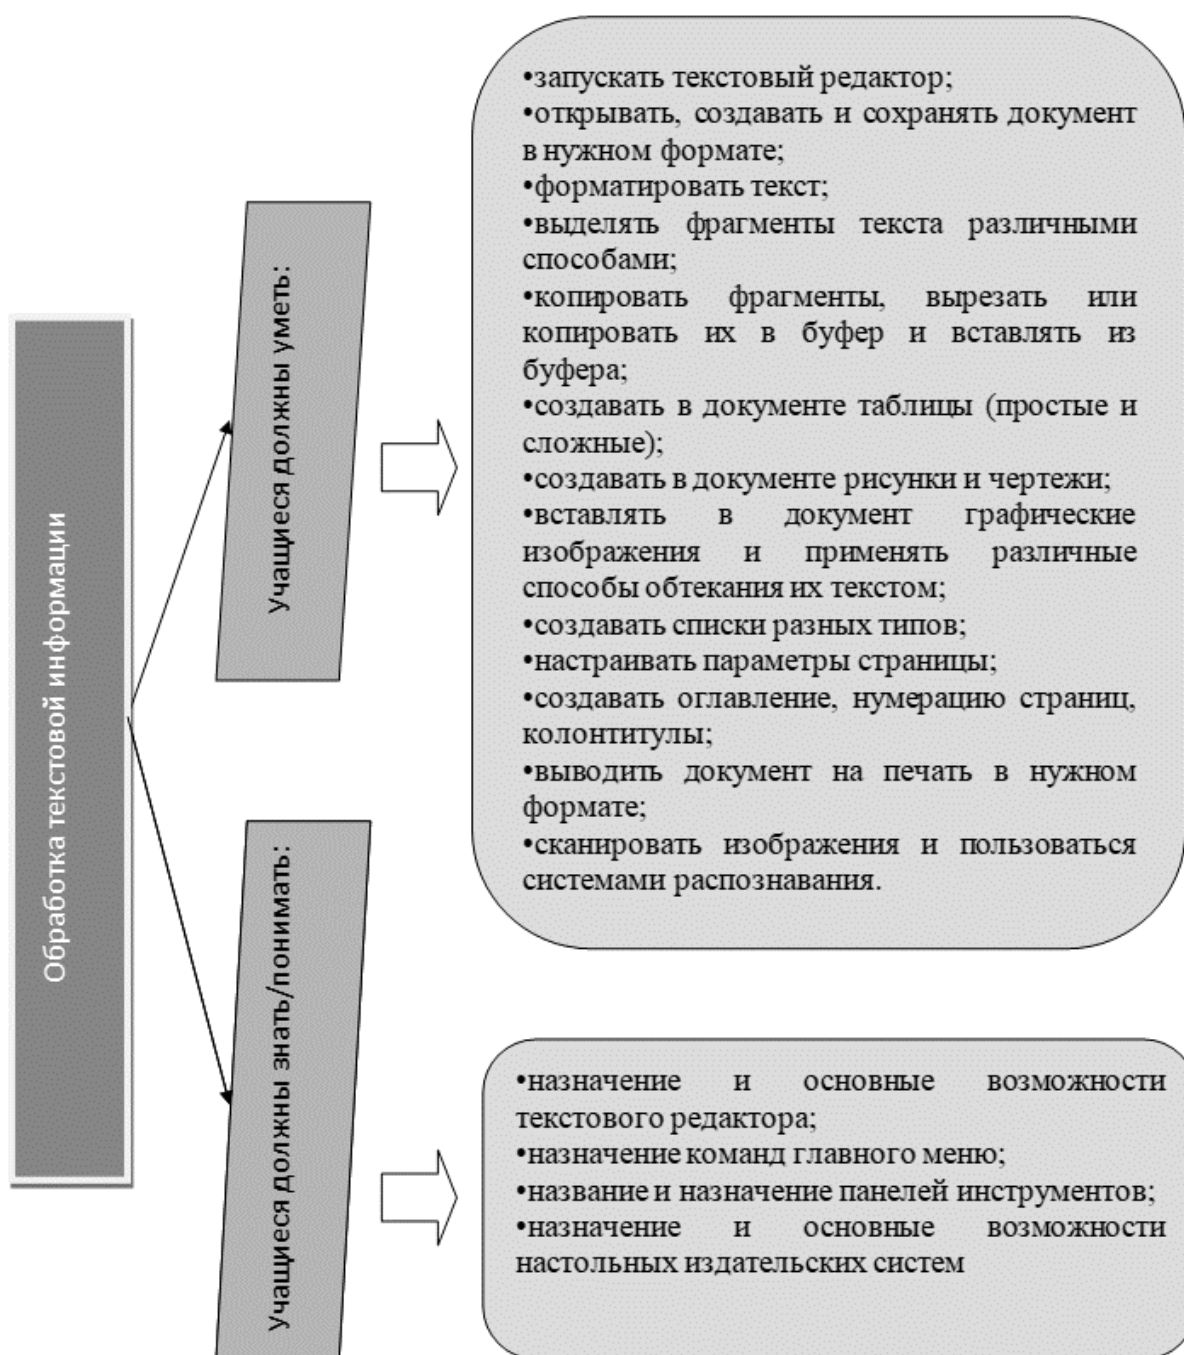 Обработка текстовой информации
Учащиеся должны уметь:
•запускать текстовый редактор;
•открывать, создавать и сохранять документ
в нужном формате;
•форматировать текст;
•выделять фрагменты текста различными
способами;
•копировать фрагменты, вырезать или
копировать их в буфер и вставлять из
буфера;
•создавать в документе таблицы (простые и
сложные);
•создавать в документе рисунки и чертежи;
•вставлять в документ графические
изображения и применять различные
способы обтекания их текстом;
•создавать списки разных типов;
•настраивать параметры страницы;
•создавать оглавление, нумерацию страниц,
колонтитулы;
•выводить документ на печать в нужном
формате;
•сканировать изображения и пользоваться
системами распознавания.
Учащиеся должны знать/понимать:
•назначение и основные возможности
текстового редактора;
•назначение команд главного меню;
•название и назначение панелей инструментов;
•назначение и основные возможности
настольных издательских систем